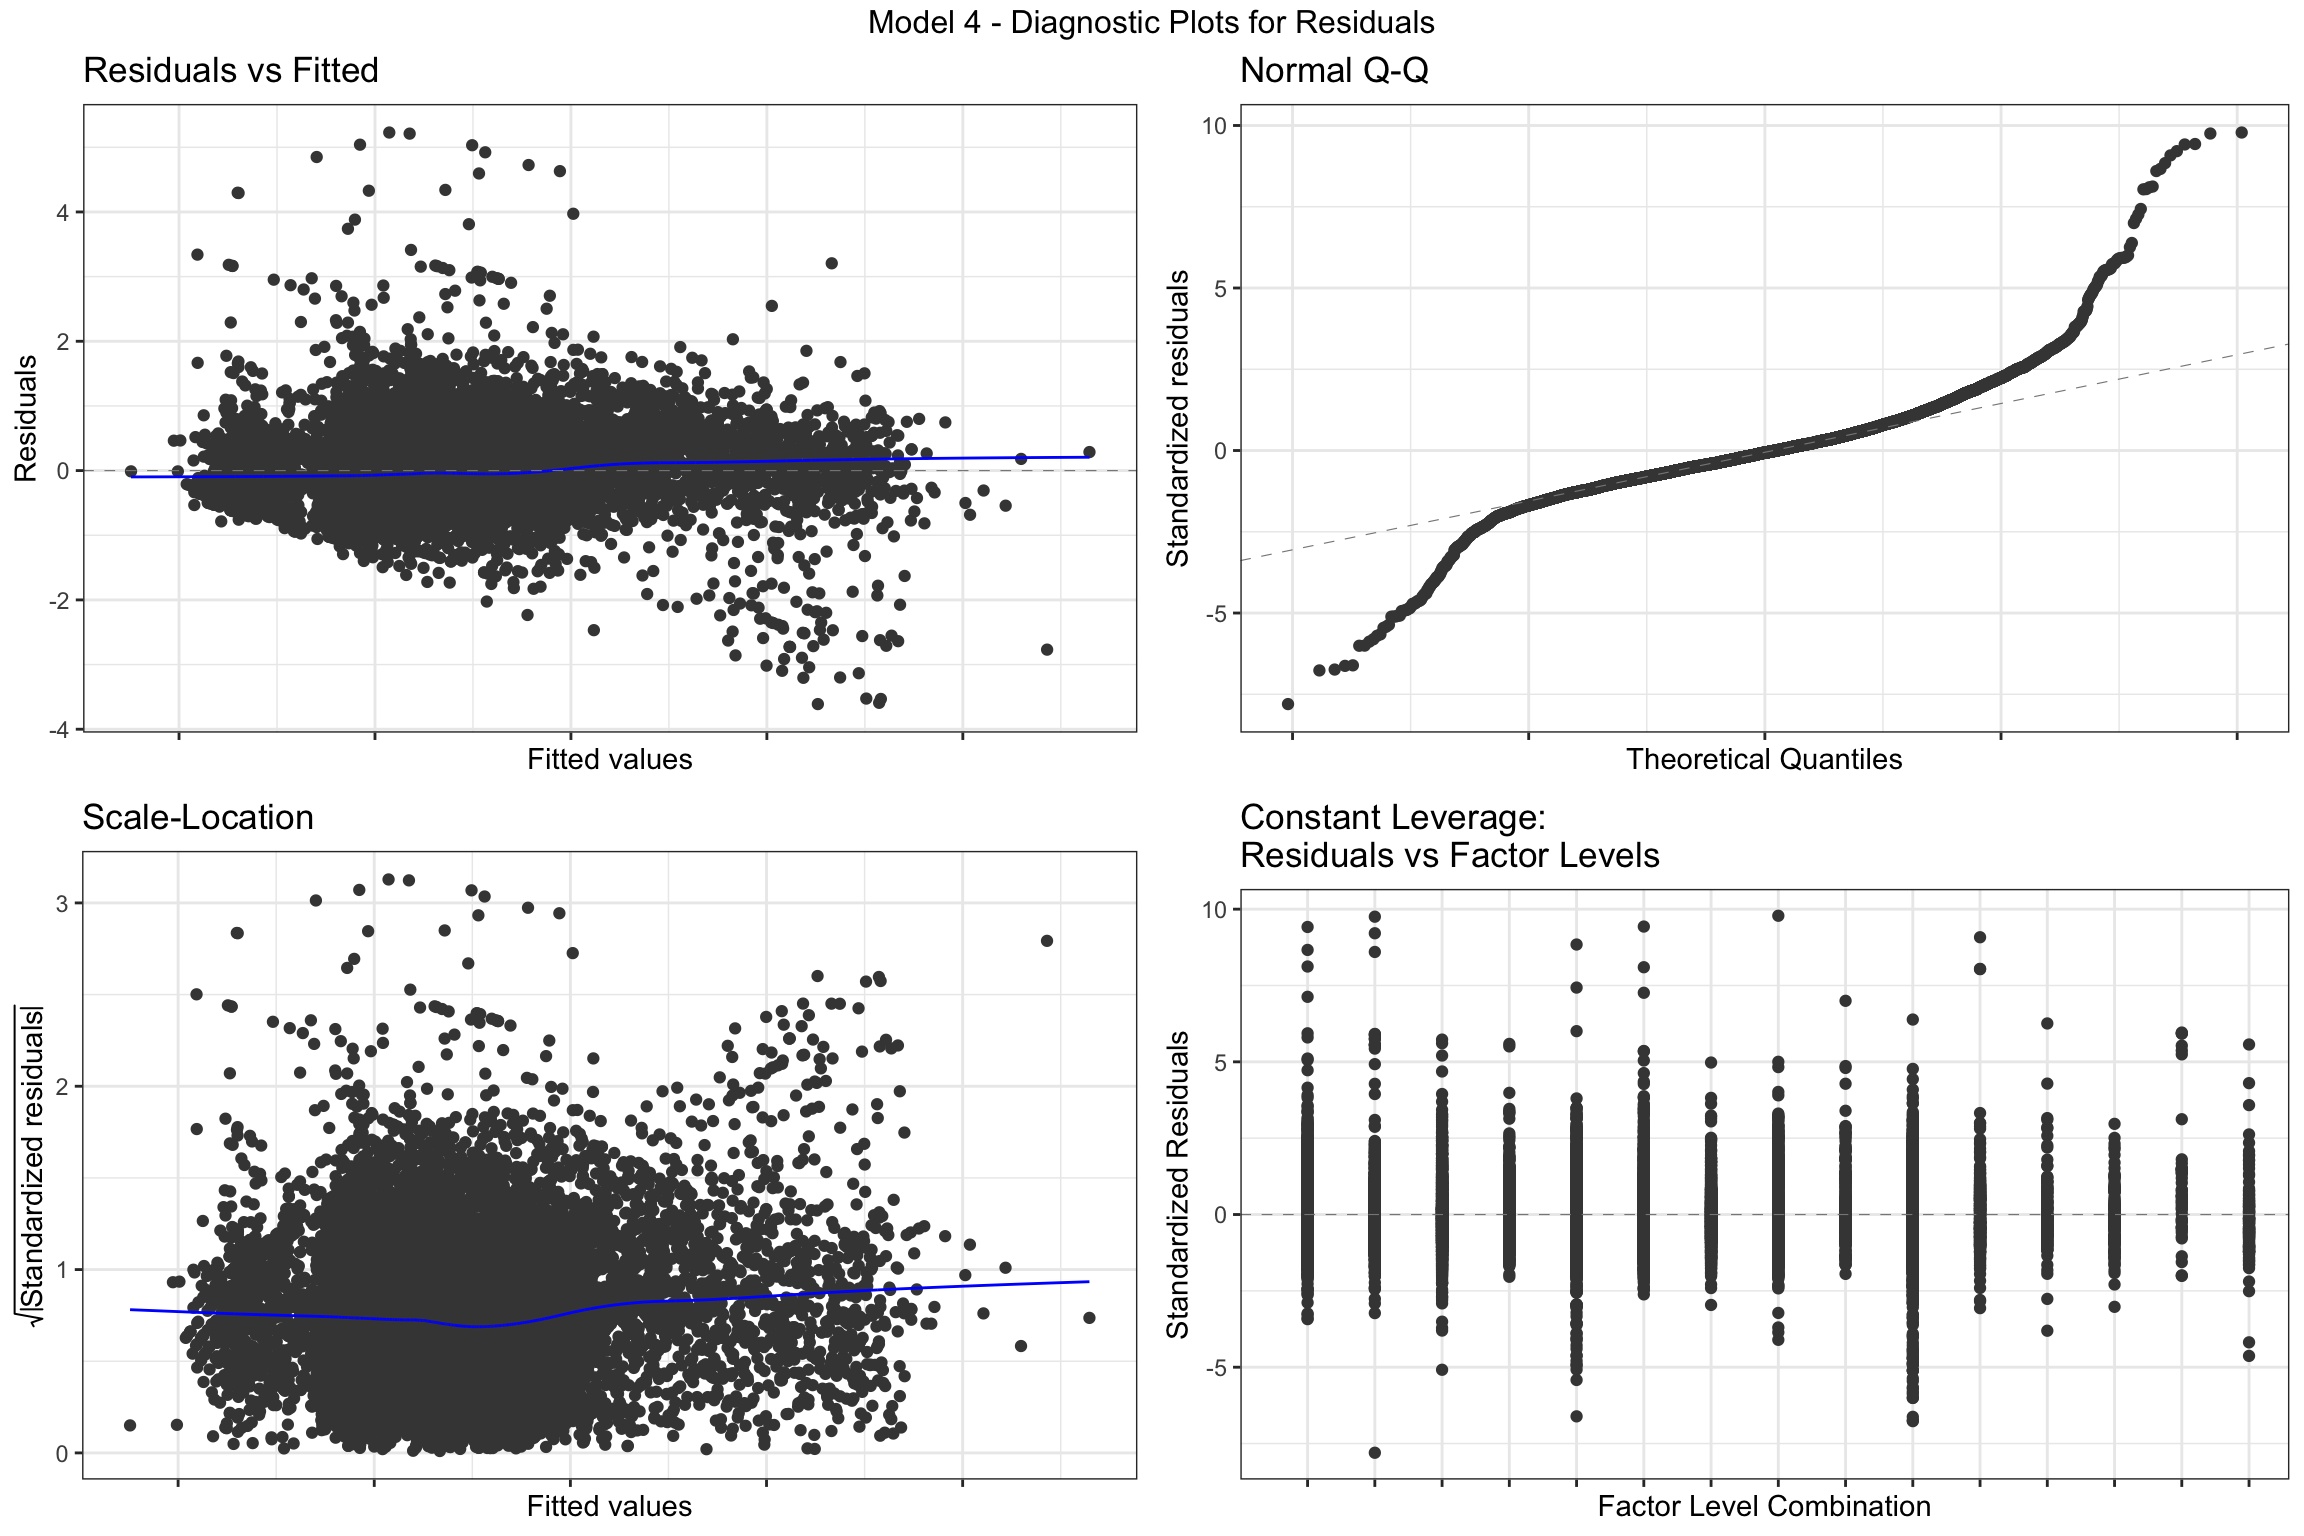 Model 4 - Diagnostic Plots for Residuals
Residuals vs Fitted
Residuals
4
2
0
-2
-4
Fitted values
Normal Q-Q
Standardized residuals
10
5
0
-5
Theoretical Quantiles
Scale-Location
√|Standardized residuals|
3
2
1
0
Fitted values
Constant Leverage:
Residuals vs Factor Levels
Standardized Residuals
10
5
0
-5
Factor Level Combination